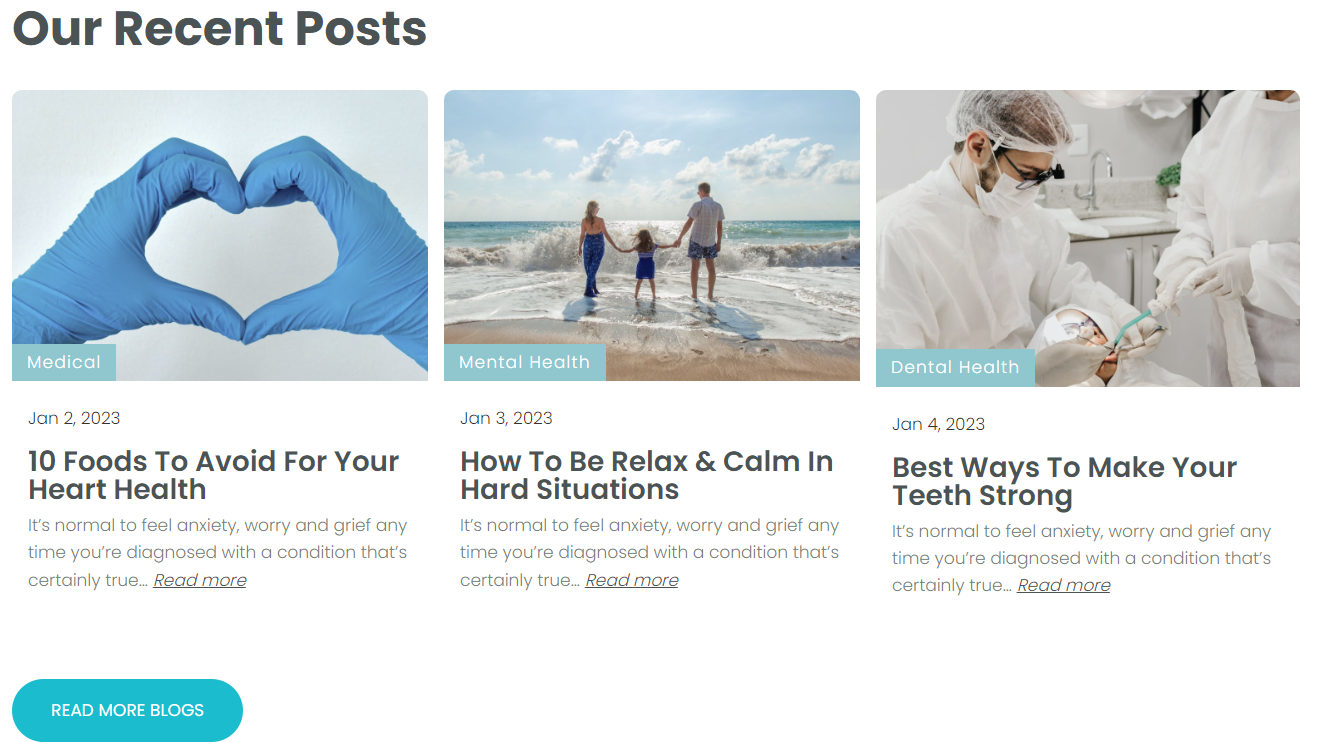 Our Recent Posts
Medical
Jan 2, 2023
10 Foods To Avoid For Your
Heart Health
It’s normal to feel anxiety, worry and grief any
time you’re diagnosed with a condition that’s
certainly true... Read more
Mental Health
Jan 3, 2023
How To Be Relax & Calm In
Hard Situations
It’s normal to feel anxiety, worry and grief any
time you’re diagnosed with a condition that’s
certainly true... Read more
Dental Health
Jan 4, 2023
Best Ways To Make Your
Teeth Strong
It’s normal to feel anxiety, worry and grief any
time you’re diagnosed with a condition that’s
certainly true... Read more
READ MORE BLOGS